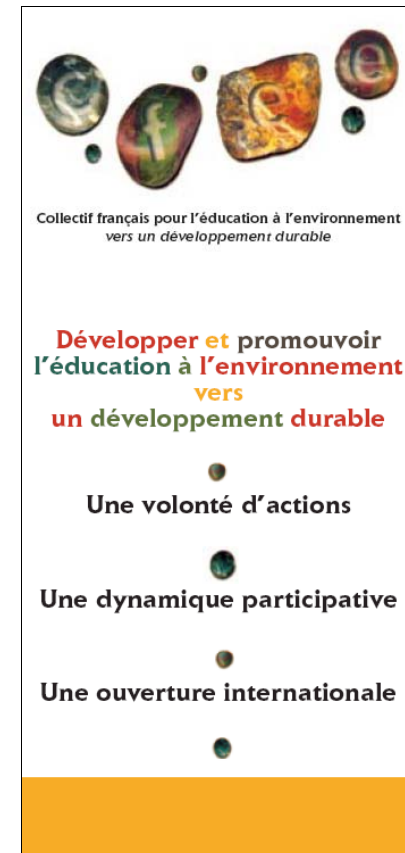 c f e e
Collectif français pour l'éducation à l'environnement
vers un développement durable
Développer et promouvoir
l'éducation à l'environnement
vers
un développement durable
Une volonté d'actions
Une dynamique participative
Une ouverture internationale